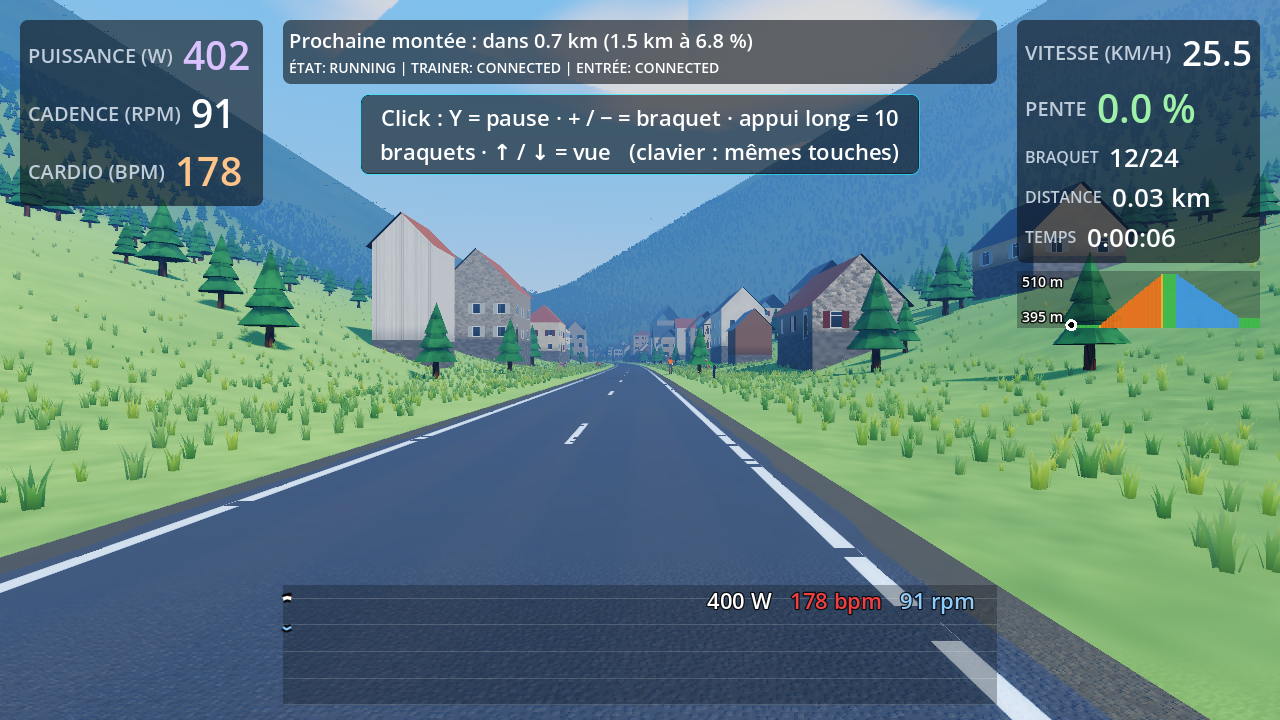 PUISSANCE (W) 402
CADENCE (RPM) 91
CARDIO (BPM) 178
Prochaine montée : dans 0.7 km (1.5 km à 6.8 %)
ÉTAT: RUNNING | TRAINER: CONNECTED | ENTRÉE: CONNECTED
Click : Y = pause · + / − = braquet · appui long = 10
braquets · ↑ / ↓ = vue (clavier : mêmes touches)
VITESSE (KM/H) 25.5
PENTE 0.0 %
BRAQUET 12/24
DISTANCE 0.03 km
TEMPS 0:00:06
510 m
395 m
400 W 178 bpm 91 rpm